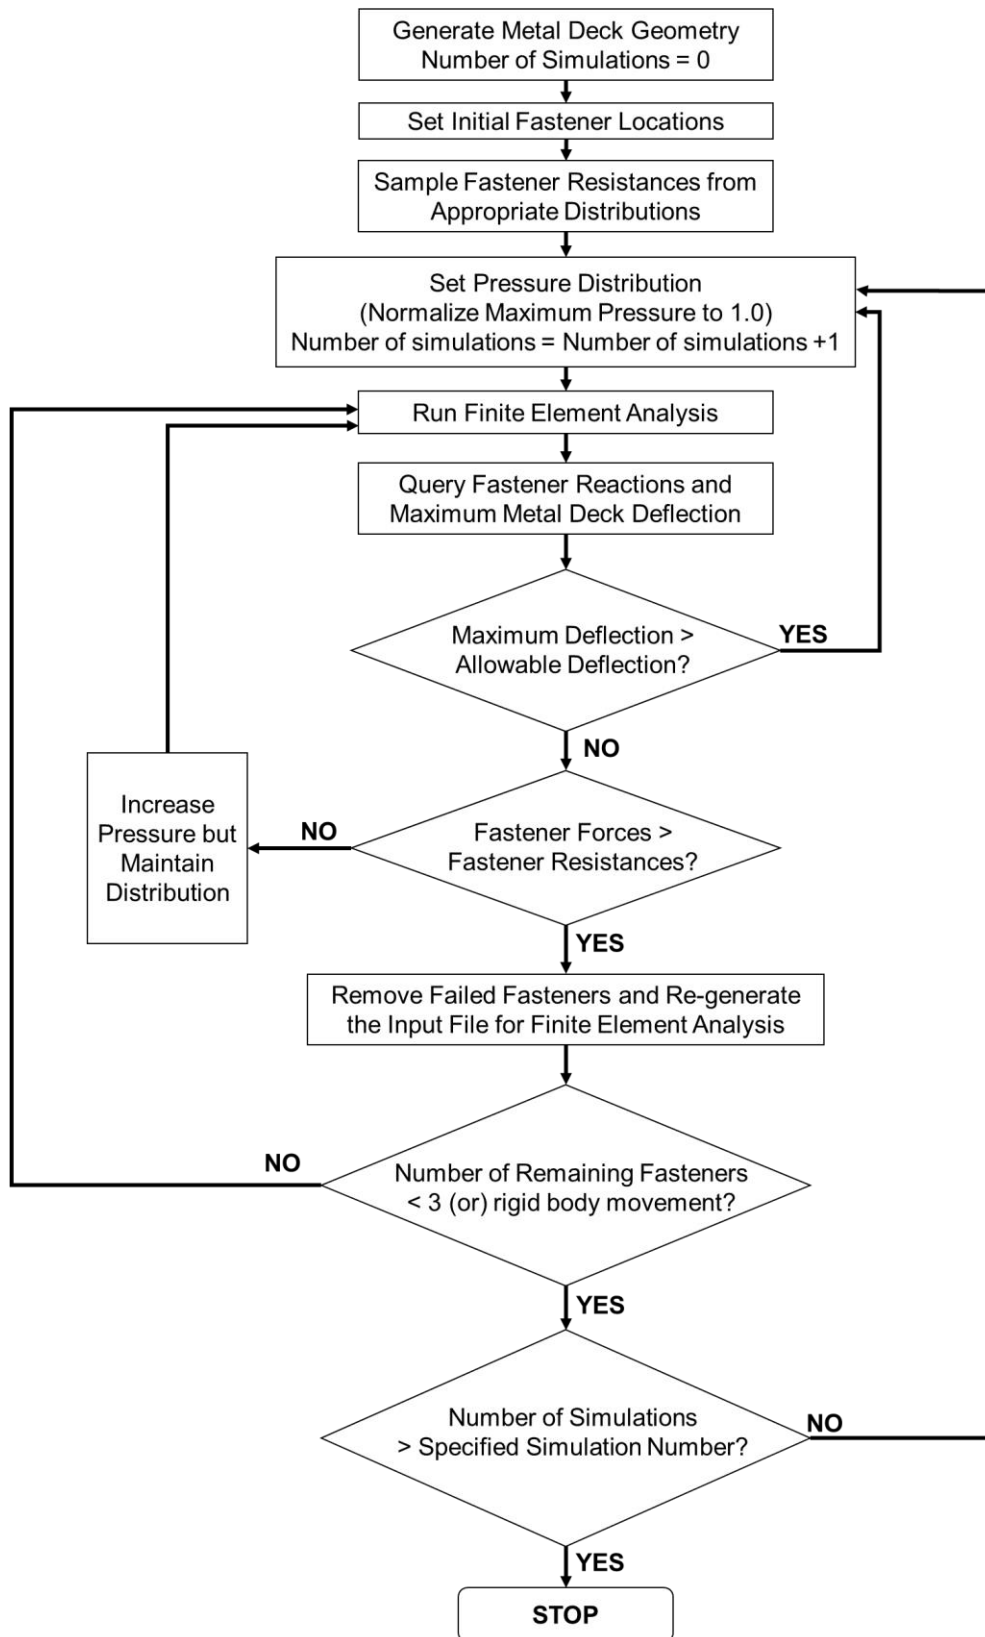 Generate Metal Deck Geometry
Number of Simulations = 0
Set Initial Fastener Locations
Sample Fastener Resistances from
Appropriate Distributions
Set Pressure Distribution
(Normalize Maximum Pressure to 1.0)
Number of simulations = Number of simulations +1
Run Finite Element Analysis
Query Fastener Reactions and
Maximum Metal Deck Deflection
Maximum Deflection >
Allowable Deflection?
YES
NO
Fastener Forces >
Fastener Resistances?
NO
Increase
Pressure but
Maintain
Distribution
YES
Remove Failed Fasteners and Re-generate
the Input File for Finite Element Analysis
Number of Remaining Fasteners
< 3 (or) rigid body movement?
NO
YES
Number of Simulations
> Specified Simulation Number?
NO
YES
STOP